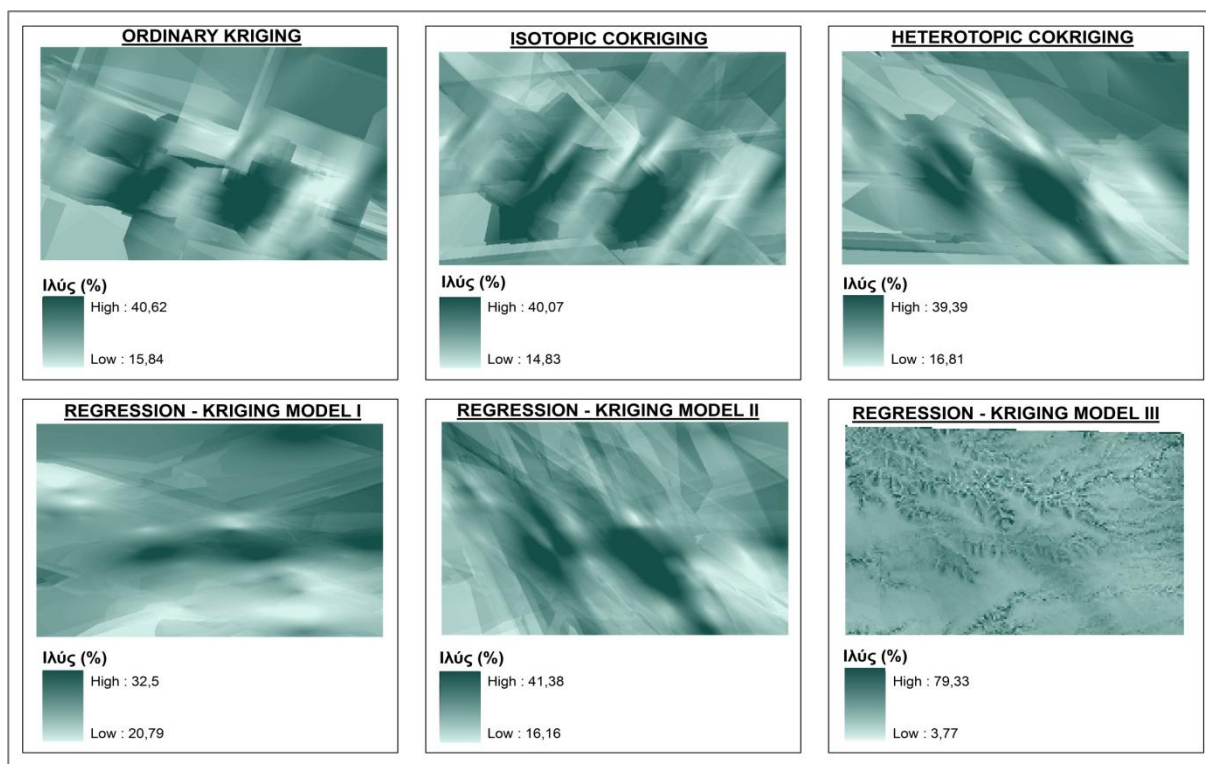 ORDINARY KRIGING
Ιλύς (%)
High : 40,62
Low : 15,84
ISOTOPIC COKRIGING
Ιλύς (%)
High : 40,07
Low : 14,83
HETEROTOPIC COKRIGING
Ιλύς (%)
High : 39,39
Low : 16,81
REGRESSION - KRIGING MODEL I
Ιλύς (%)
High : 32,5
Low : 20,79
REGRESSION - KRIGING MODEL II
Ιλύς (%)
High : 41,38
Low : 16,16
REGRESSION - KRIGING MODEL III
Ιλύς (%)
High : 79,33
Low : 3,77